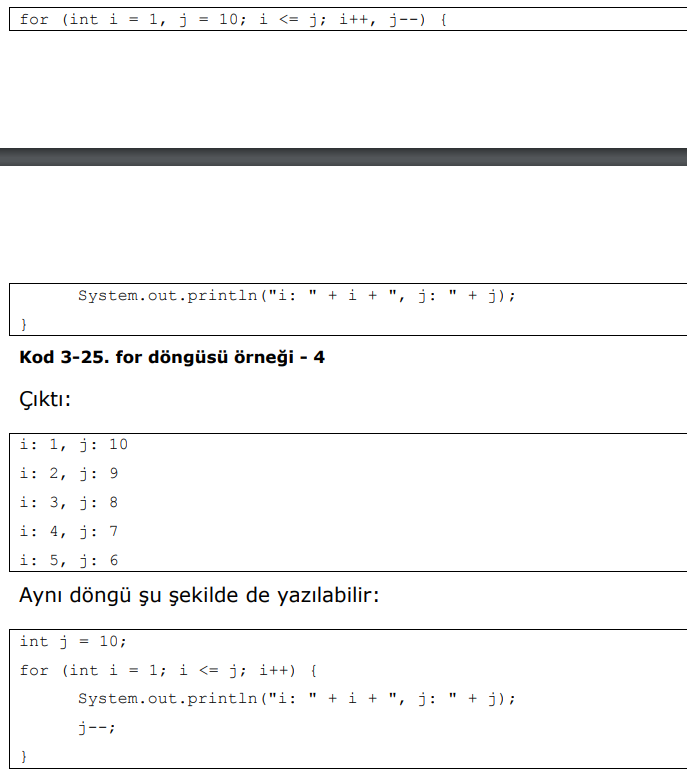 for (int i = 1, j = 10; i <= j; i++, j--) {
System.out.println("i: " + i + ", j: " + j);
}
Kod 3-25. for döngüsü örneği - 4
Çıktı:
i: 1, j: 10
i: 2, j: 9
i: 3, j: 8
i: 4, j: 7
i: 5, j: 6
Aynı döngü şu şekilde de yazılabilir:
int j = 10;
for (int i = 1; i <= j; i++) {
System.out.println("i: " + i + ", j: " + j);
j--;
}